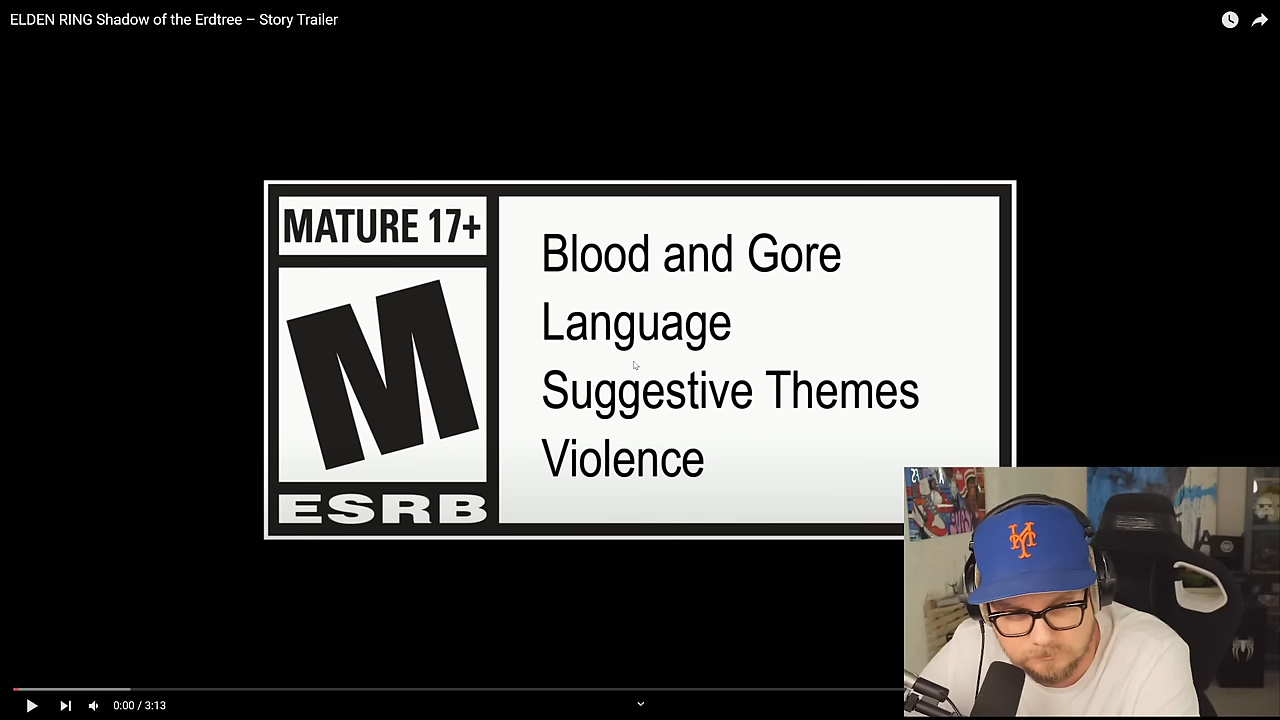 ELDEN RING Shadow of the Erdtree – Story Trailer
MATURE 17+
M
ESRB
Blood and Gore
Language
Suggestive Themes
Violence
NY
0:00 / 3:13